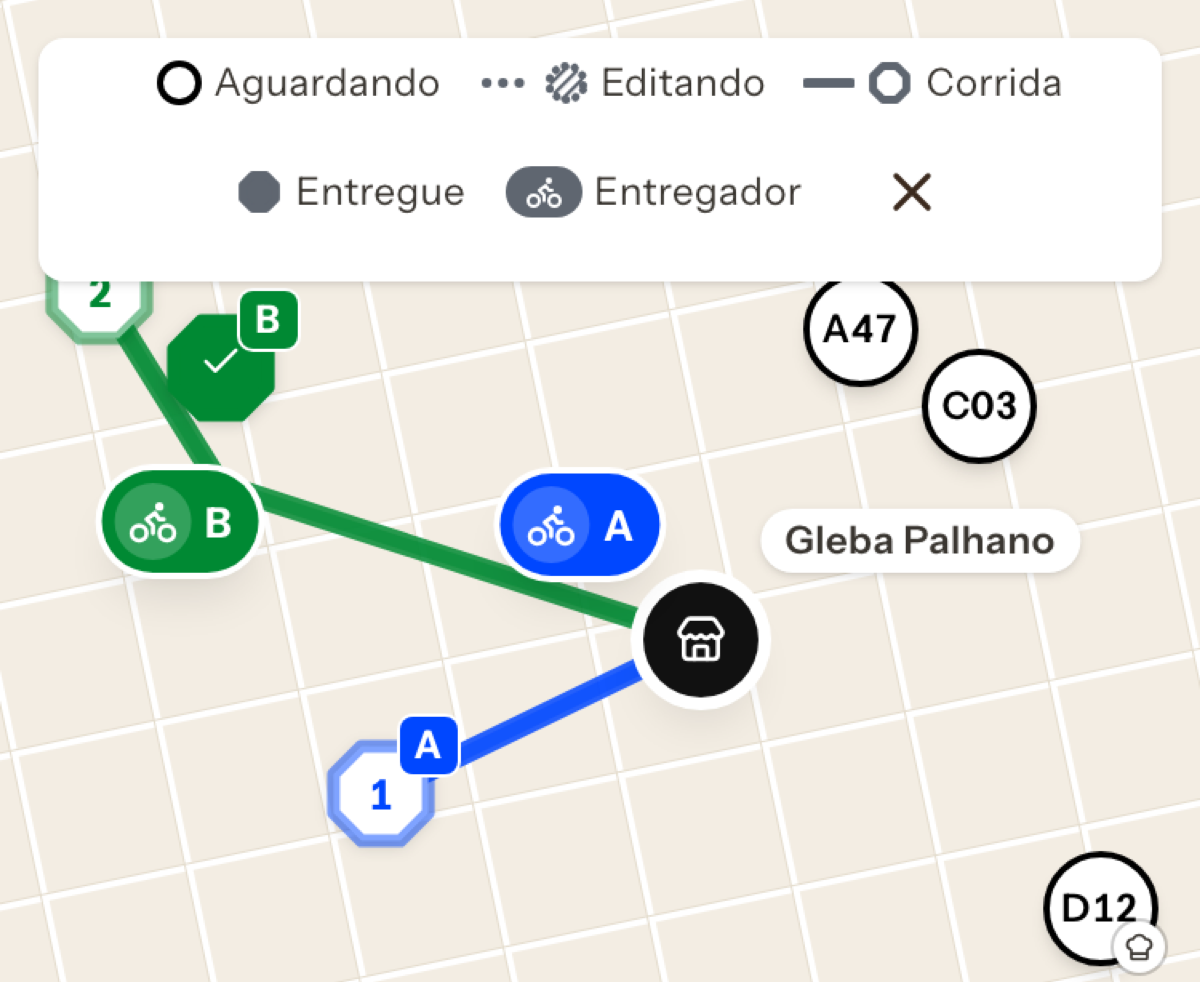 Aguardando Editando Corrida
Entregue Entregador
2
B
A47
C03
B
A
Gleba Palhano
A
1
D12